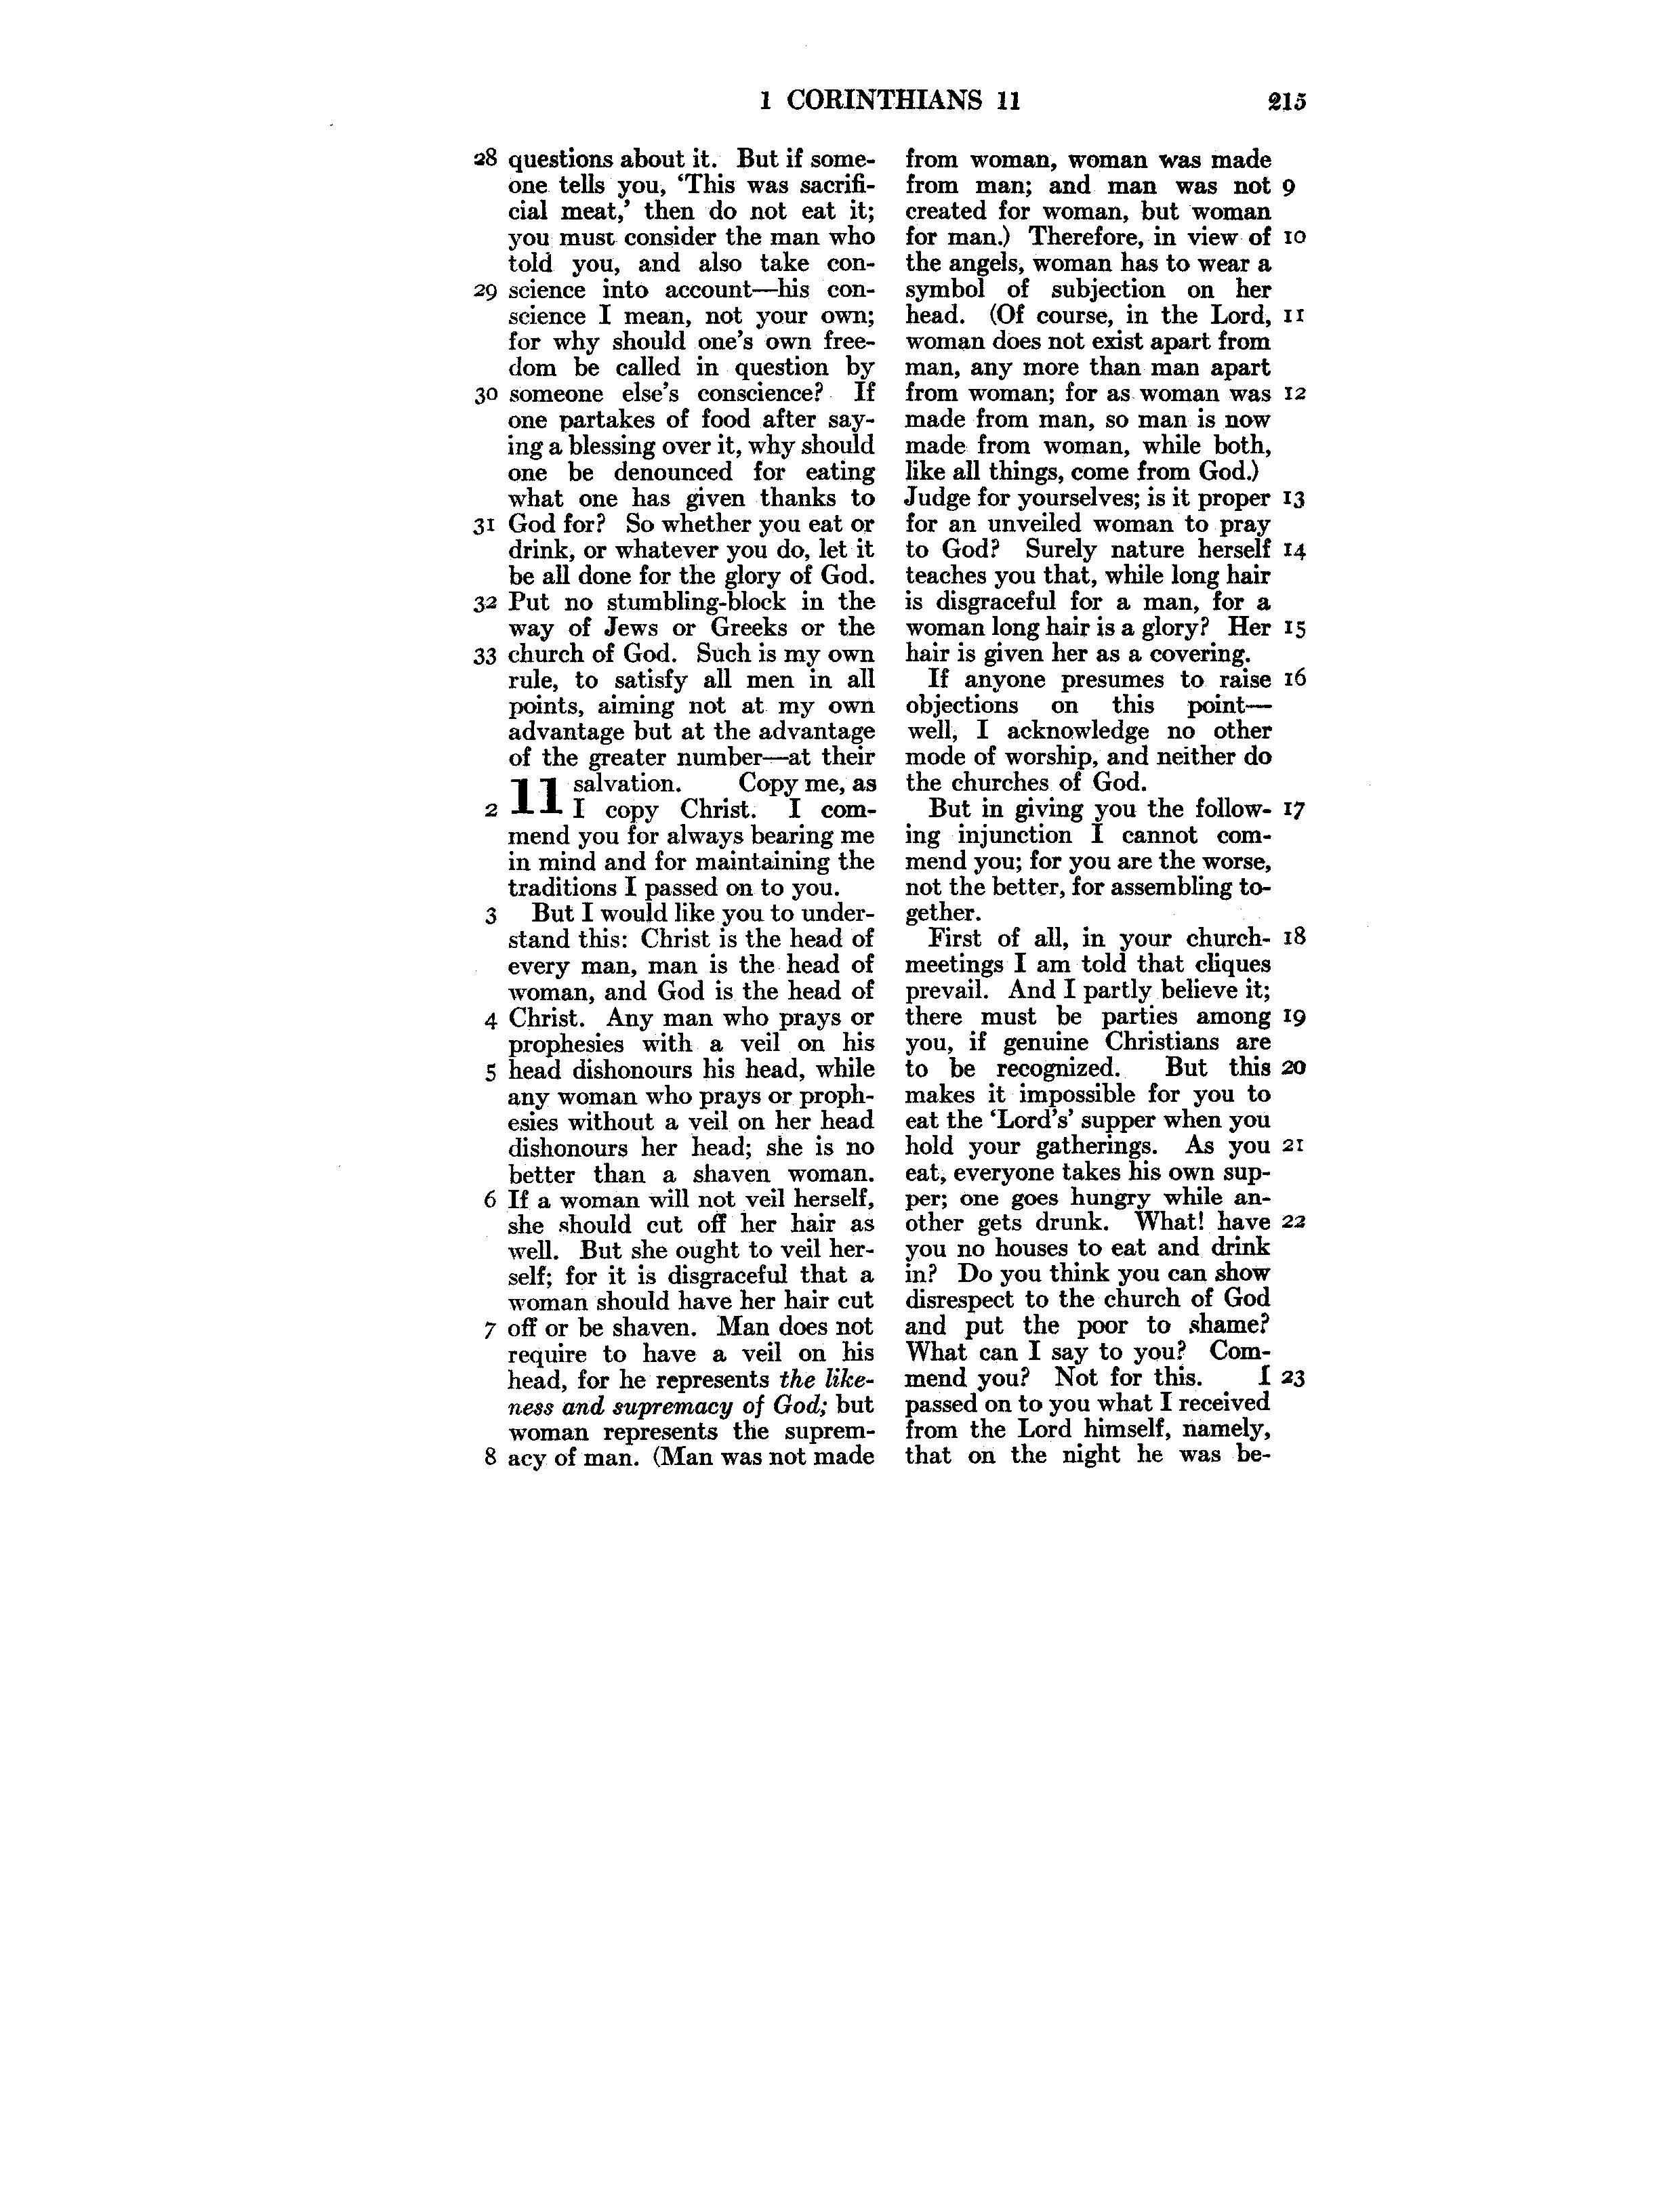 1 CORINTHIANS 11 215
28 questions about it. But if some-
one tells you, ‘This was sacrifi-
cial meat,’ then do not eat it;
you must consider the man who
told you, and also take con-
29 science into account—his con-
science I mean, not your own;
for why should one’s own free-
dom be called in question by
30 someone else’s conscience? If
one partakes of food after say-
ing a blessing over it, why should
one be denounced for eating
what one has given thanks to
31 God for? So whether you eat or
drink, or whatever you do, let it
be all done for the glory of God.
32 Put no stumbling-block in the
way of Jews or Greeks or the
33 church of God. Such is my own
rule, to satisfy all men in all
points, aiming not at my own
advantage but at the advantage
of the greater number—at their
11 salvation. Copy me, as
2 I copy Christ. I com-
mend you for always bearing me
in mind and for maintaining the
traditions I passed on to you.
3 But I would like you to under-
stand this: Christ is the head of
every man, man is the head of
woman, and God is the head of
4 Christ. Any man who prays or
prophesies with a veil on his
5 head dishonours his head, while
any woman who prays or proph-
esies without a veil on her head
dishonours her head; she is no
better than a shaven woman.
6 If a woman will not veil herself,
she should cut off her hair as
well. But she ought to veil her-
self; for it is disgraceful that a
woman should have her hair cut
7 off or be shaven. Man does not
require to have a veil on his
head, for he represents the like-
ness and supremacy of God; but
woman represents the suprem-
8 acy of man. (Man was not made
from woman, woman was made
from man; and man was not 9
created for woman, but woman
for man.) Therefore, in view of 10
the angels, woman has to wear a
symbol of subjection on her
head. (Of course, in the Lord, 11
woman does not exist apart from
man, any more than man apart
from woman; for as woman was 12
made from man, so man is now
made from woman, while both,
like all things, come from God.)
Judge for yourselves; is it proper 13
for an unveiled woman to pray
to God? Surely nature herself 14
teaches you that, while long hair
is disgraceful for a man, for a
woman long hair is a glory? Her 15
hair is given her as a covering.
If anyone presumes to raise 16
objections on this point—
well, I acknowledge no other
mode of worship, and neither do
the churches of God.
But in giving you the follow- 17
ing injunction I cannot com-
mend you; for you are the worse,
not the better, for assembling to-
gether.
First of all, in your church- 18
meetings I am told that cliques
prevail. And I partly believe it;
there must be parties among 19
you, if genuine Christians are
to be recognized. But this 20
makes it impossible for you to
eat the ‘Lord’s’ supper when you
hold your gatherings. As you 21
eat, everyone takes his own sup-
per; one goes hungry while an-
other gets drunk. What! have 22
you no houses to eat and drink
in? Do you think you can show
disrespect to the church of God
and put the poor to shame?
What can I say to you? Com-
mend you? Not for this. I 23
passed on to you what I received
from the Lord himself, namely,
that on the night he was be-